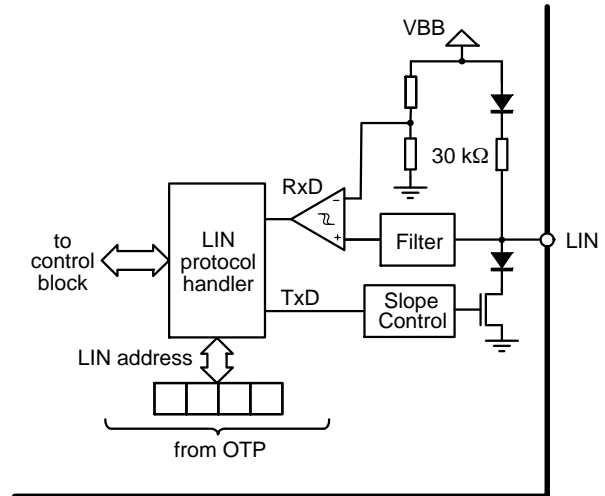 VBB
30 kΩ
RxD
−
+
LIN
protocol
handler
to
control
block
Filter
LIN
TxD
Slope
Control
LIN address
from OTP